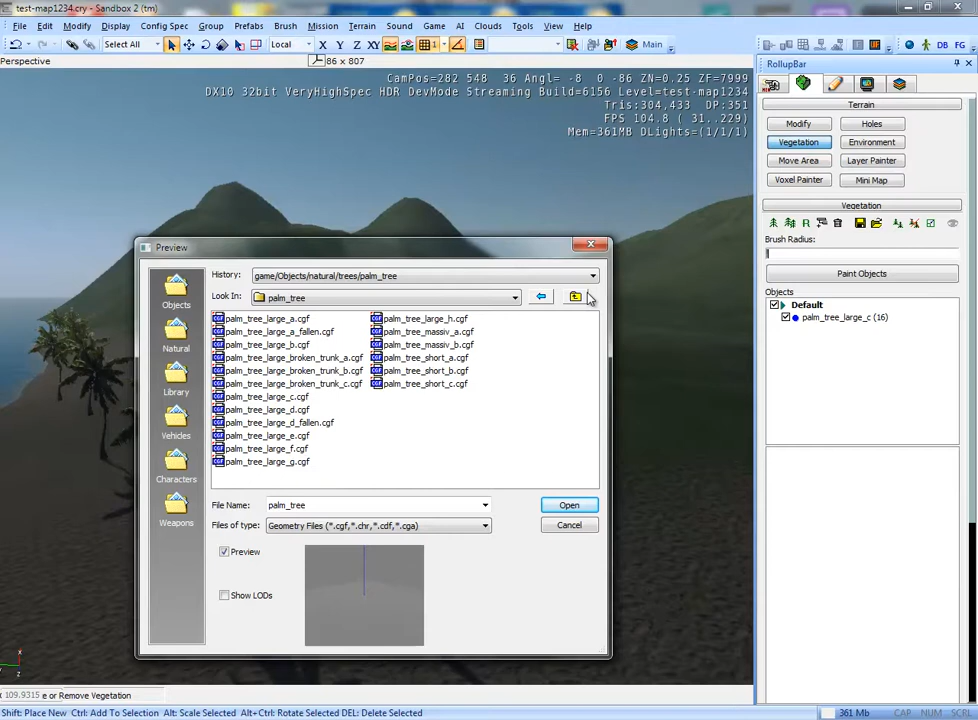 test-map1234.cry - Sandbox 2 (tm)
File Edit Modify Display Config Spec Group Prefabs Brush Mission Terrain Sound Game AI Clouds Tools View Help
Select All Local X Y Z XY 1 Main DB FG
Perspective 86 x 807
RollupBar
CamPos=282 548 36 Angl= -8 0 -86 ZN=0.25 ZF=7999
DX10 32bit VeryHighSpec HDR DevMode Streaming Build=6156 Level=test-map1234
Tris:304,433 DP:351
FPS 104.8 ( 31..229)
Mem=361MB DLights=(1/1/1)
Terrain
Modify Holes
Vegetation Environment
Move Area Layer Painter
Voxel Painter Mini Map
Vegetation
Brush Radius:
Paint Objects
Objects
Default
palm_tree_large_c (16)
Preview
History: game/Objects/natural/trees/palm_tree
Look In: palm_tree
Objects
Natural
Library
Vehicles
Characters
Weapons
palm_tree_large_a.cgf
palm_tree_large_a_fallen.cgf
palm_tree_large_b.cgf
palm_tree_large_broken_trunk_a.cgf
palm_tree_large_broken_trunk_b.cgf
palm_tree_large_broken_trunk_c.cgf
palm_tree_large_c.cgf
palm_tree_large_d.cgf
palm_tree_large_d_fallen.cgf
palm_tree_large_e.cgf
palm_tree_large_f.cgf
palm_tree_large_g.cgf
palm_tree_large_h.cgf
palm_tree_massiv_a.cgf
palm_tree_massiv_b.cgf
palm_tree_short_a.cgf
palm_tree_short_b.cgf
palm_tree_short_c.cgf
File Name: palm_tree Open
Files of type: Geometry Files (*.cgf,*.chr,*.cdf,*.cga) Cancel
Preview
Show LODs
109.9315 e or Remove Vegetation
Shift: Place New Ctrl: Add To Selection Alt: Scale Selected Alt+Ctrl: Rotate Selected DEL: Delete Selected 361 Mb CAP NUM SCRL